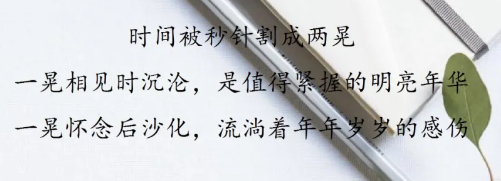 时间被秒针割成两晃
一晃相见时沉沦，是值得紧握的明亮年华
一晃怀念后沙化，流淌着年年岁岁的感伤